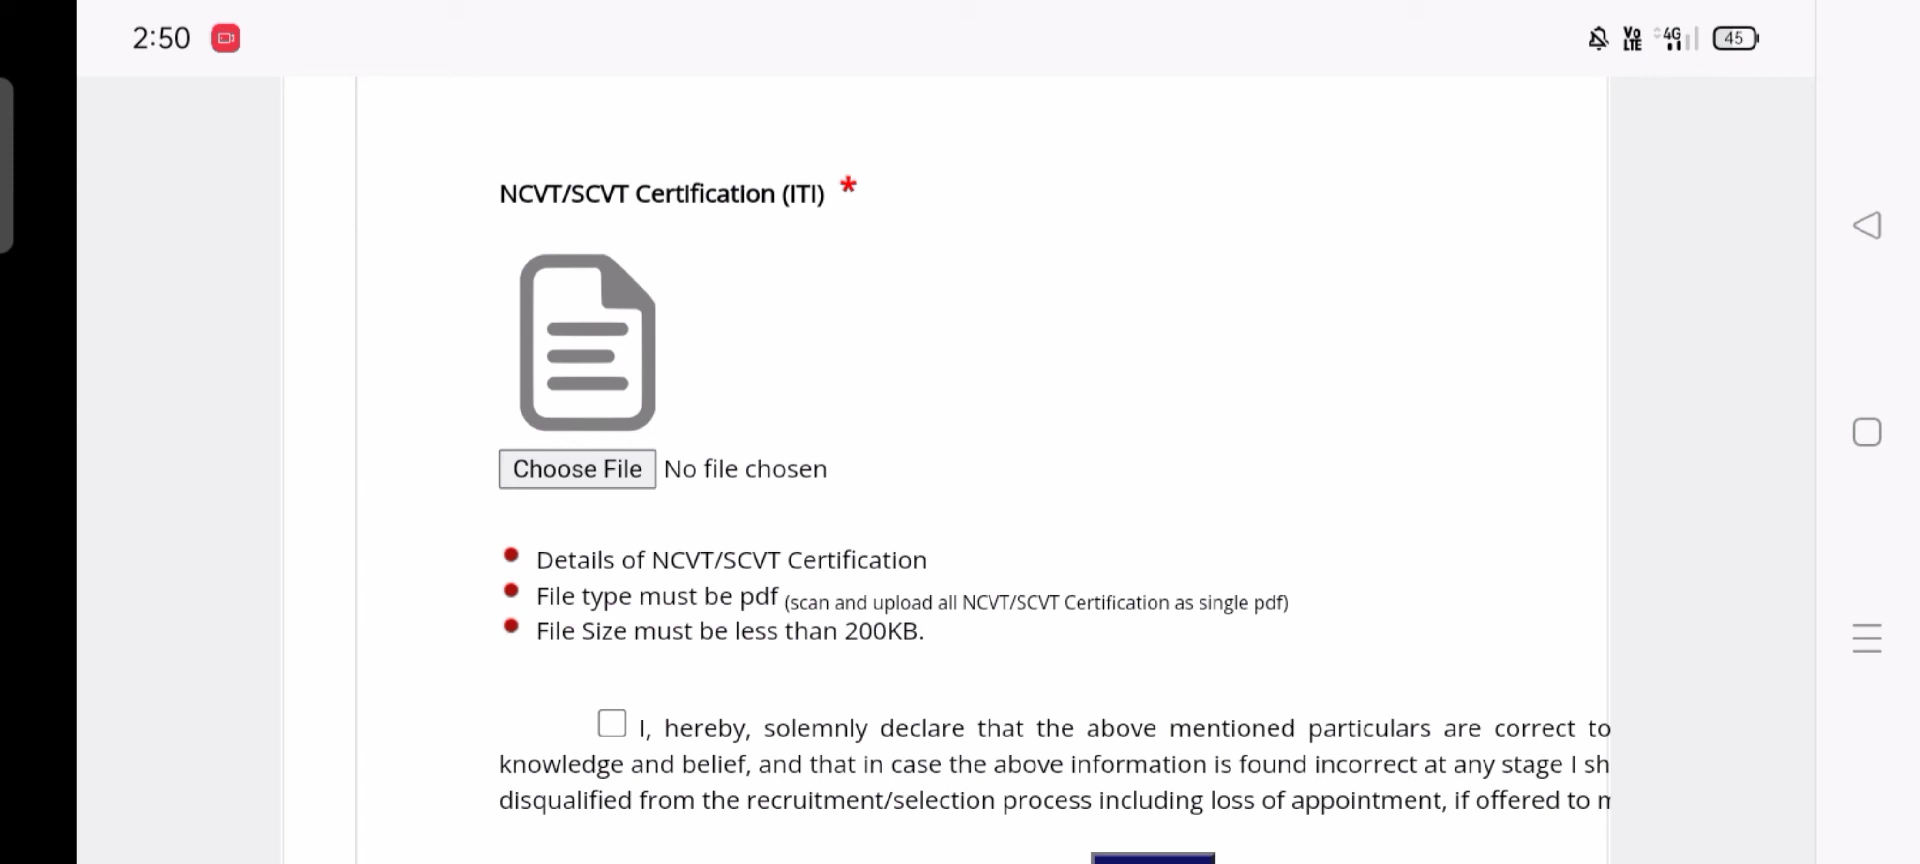 2:50
Vo LTE 4G 45
NCVT/SCVT Certification (ITI) *
Choose File No file chosen
Details of NCVT/SCVT Certification
File type must be pdf (scan and upload all NCVT/SCVT Certification as single pdf)
File Size must be less than 200KB.
I, hereby, solemnly declare that the above mentioned particulars are correct to
knowledge and belief, and that in case the above information is found incorrect at any stage I sh
disqualified from the recruitment/selection process including loss of appointment, if offered to